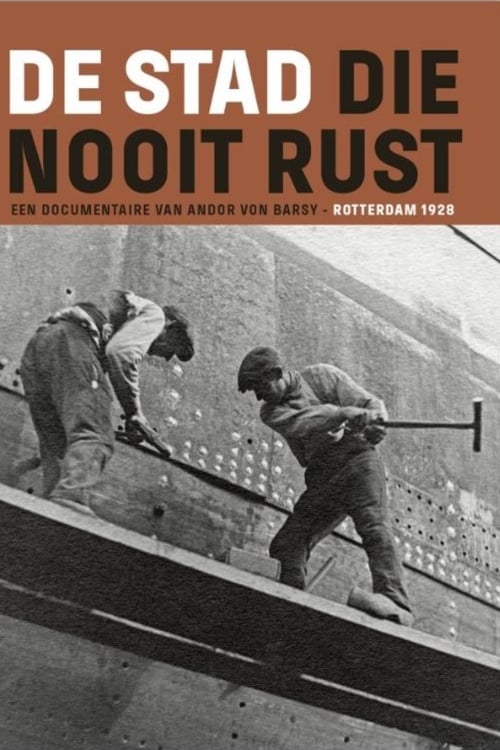 DE STAD DIE
NOOIT RUST
EEN DOCUMENTAIRE VAN ANDOR VON BARSY - ROTTERDAM 1928